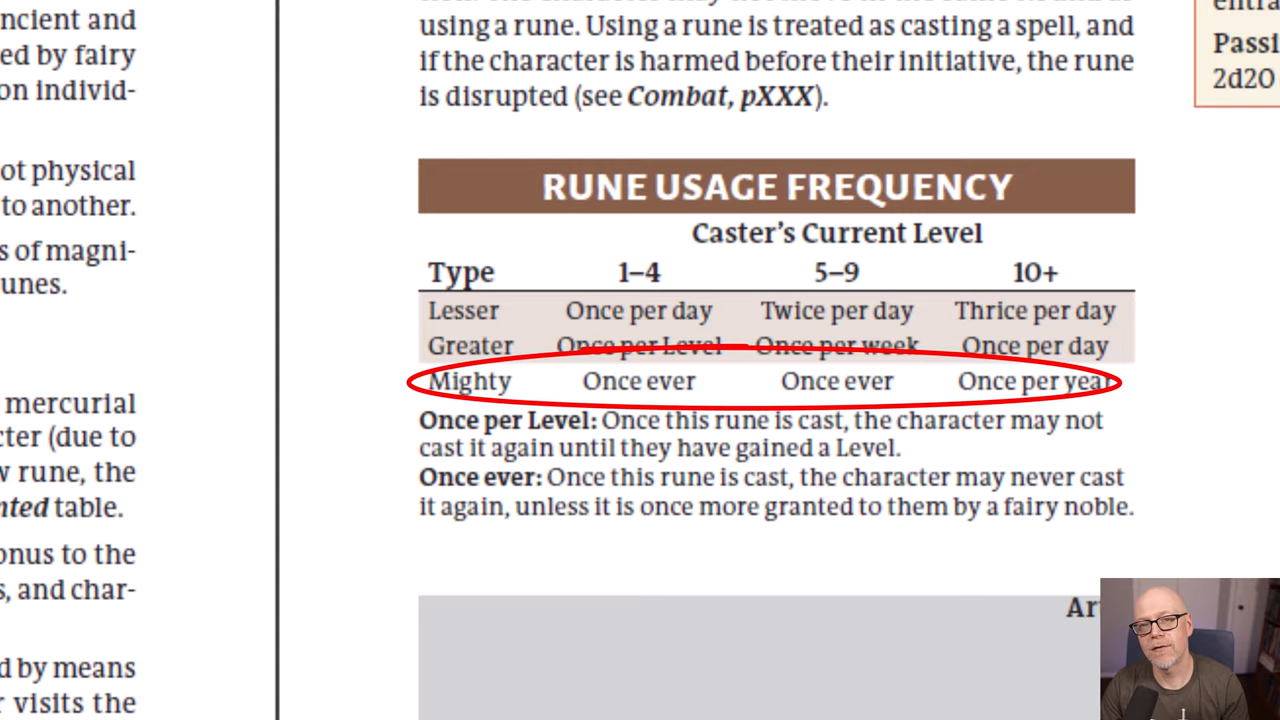 ncient and
ed by fairy
on individ-
ot physical
to another.
s of magni-
unes.
mercurial
cter (due to
w rune, the
nted table.
onus to the
s, and char-
d by means
r visits the
using a rune. Using a rune is treated as casting a spell, and
if the character is harmed before their initiative, the rune
is disrupted (see Combat, pXXX).
RUNE USAGE FREQUENCY
Caster's Current Level
Type 1–4 5–9 10+
Lesser Once per day Twice per day Thrice per day
Greater Once per Level Once per week Once per day
Mighty Once ever Once ever Once per year
Once per Level: Once this rune is cast, the character may not
cast it again until they have gained a Level.
Once ever: Once this rune is cast, the character may never cast
it again, unless it is once more granted to them by a fairy noble.
Ar
entra
Passi
2d20